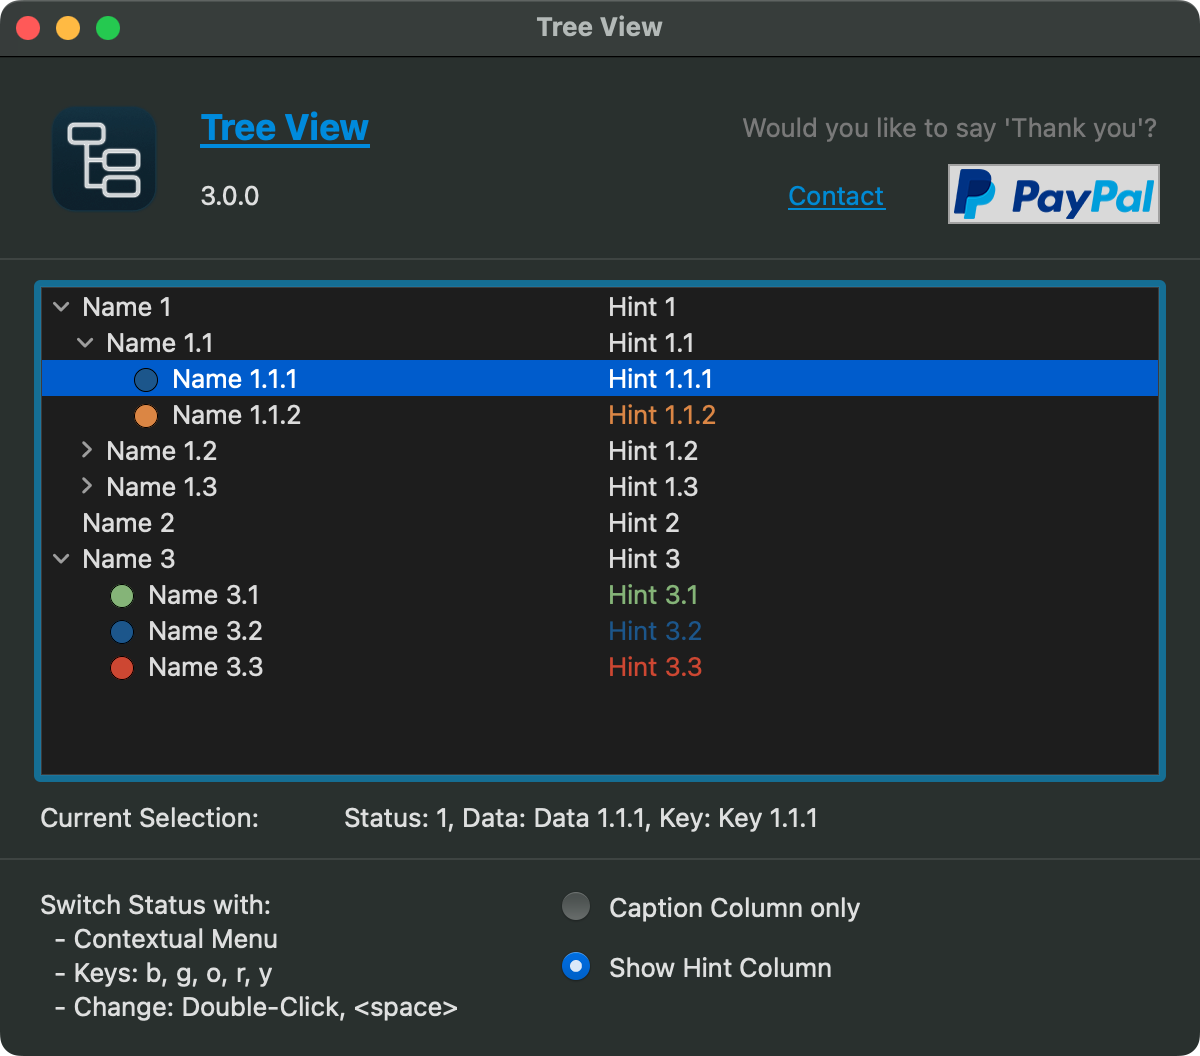 Tree View
Tree View
Would you like to say 'Thank you'?
3.0.0
Contact
PayPal
Name 1 Hint 1
Name 1.1 Hint 1.1
Name 1.1.1 Hint 1.1.1
Name 1.1.2 Hint 1.1.2
Name 1.2 Hint 1.2
Name 1.3 Hint 1.3
Name 2 Hint 2
Name 3 Hint 3
Name 3.1 Hint 3.1
Name 3.2 Hint 3.2
Name 3.3 Hint 3.3
Current Selection: Status: 1, Data: Data 1.1.1, Key: Key 1.1.1
Switch Status with:
- Contextual Menu
- Keys: b, g, o, r, y
- Change: Double-Click, <space>
Caption Column only
Show Hint Column